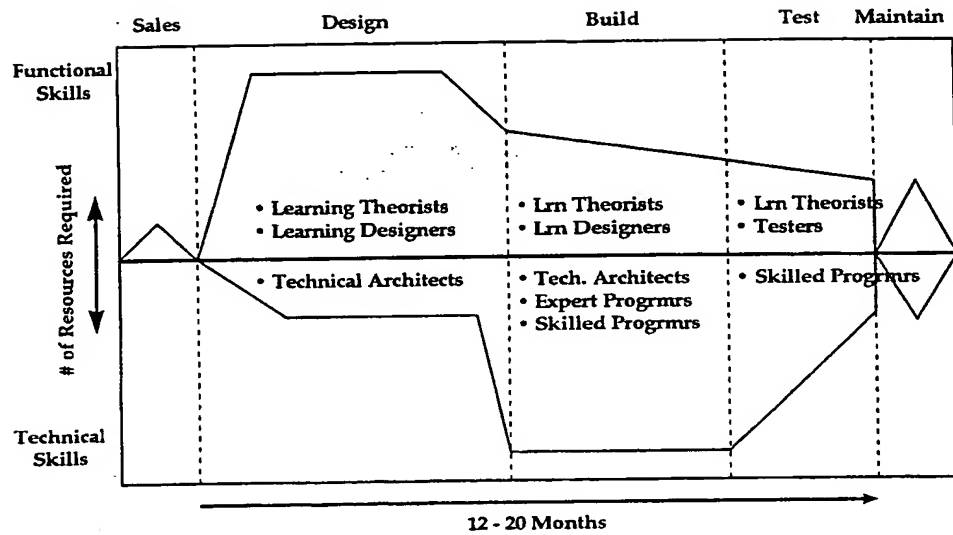 Sales
Design
Build
Test
Maintain
Functional
Skills
# of Resources Required
• Learning Theorists
• Learning Designers
• Lrn Theorists
• Lrn Designers
• Lrn Theorists
• Testers
• Technical Architects
• Tech. Architects
• Expert Progrmrs
• Skilled Progrmrs
• Skilled Progrmrs
Technical
Skills
12 - 20 Months